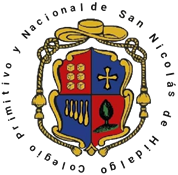 Colegio Primitivo y Nacional de San Nicolás de Hidalgo